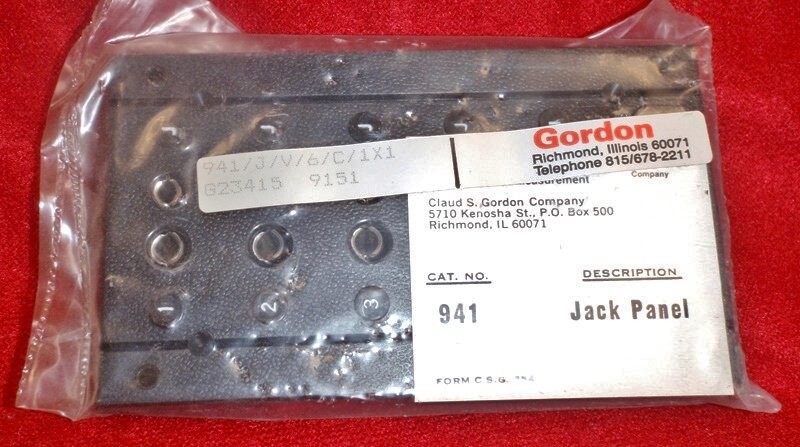 941/J/V/6/C/1X1
G23415 9151
Gordon
Richmond, Illinois 60071
Telephone 815/678-2211
Company
Claud S. Gordon Company
5710 Kenosha St., P.O. Box 500
Richmond, IL 60071
CAT. NO. DESCRIPTION
941 Jack Panel
FORM C.S.G.
J J J
1 2 3